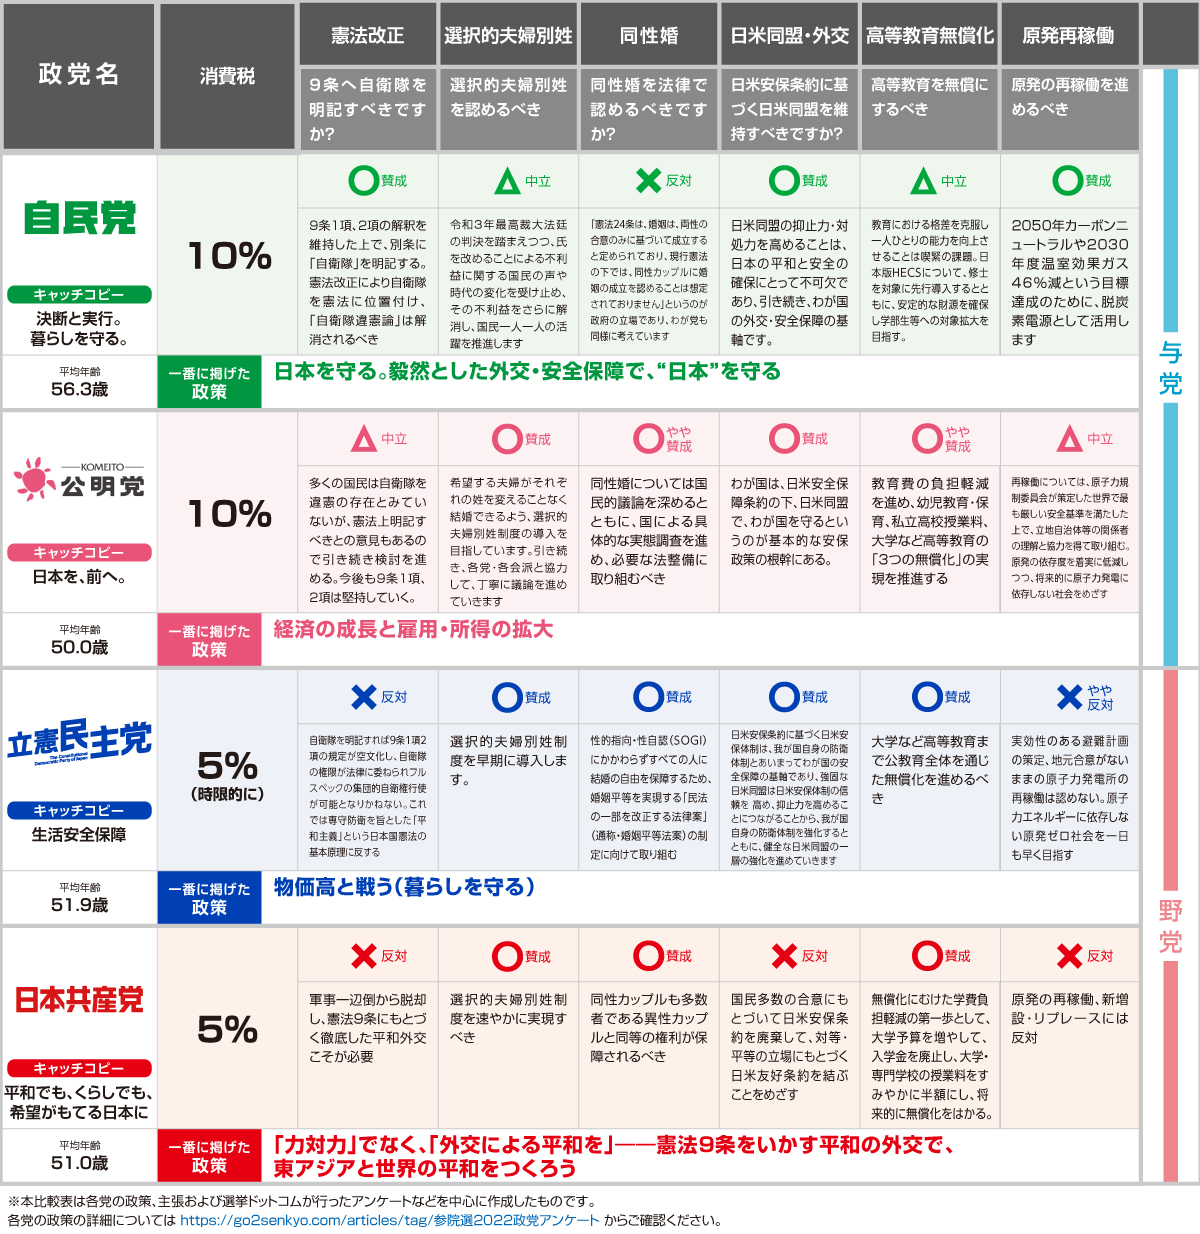 政党名
消費税
憲法改正
選択的夫婦別姓
同性婚
日米同盟・外交
高等教育無償化
原発再稼働
9条へ自衛隊を
明記すべきです
か?
選択的夫婦別姓
を認めるべき
同性婚を法律で
認めるべきです
か?
日米安保条約に基
づく日米同盟を維
持すべきですか?
高等教育を無償に
するべき
原発の再稼働を進
めるべき
与党
自民党
キャッチコピー
決断と実行。
暮らしを守る。
10%
賛成
9条1項、2項の解釈を
維持した上で、別条に
「自衛隊」を明記する。
憲法改正により自衛隊
を憲法に位置付け、
「自衛隊違憲論」は解
消されるべき
中立
令和3年最高裁大法廷
の判決を踏まえつつ、氏
を改めることによる不利
益に関する国民の声や
時代の変化を受け止め、
その不利益をさらに解
消し、国民一人一人の活
躍を推進します
反対
「憲法24条は、婚姻は、両性の
合意のみに基づいて成立する
と定められており、現行憲法
の下では、同性カップルに婚
姻の成立を認めることは想定
されておりません」というのが
政府の立場であり、わが党も
同様に考えています
賛成
日米同盟の抑止力・対
処力を高めることは、
日本の平和と安全の
確保にとって不可欠
であり、引き続き、わが国
の外交・安全保障の基
軸です。
中立
教育における格差を克服し
一人ひとりの能力を向上さ
せることは喫緊の課題。日
本版HECSについて、修士
を対象に先行導入するとと
もに、安定的な財源を確保
し学部生等への対象拡大を
目指す。
賛成
2050年カーボンニ
ュートラルや2030
年度温室効果ガス
46%減という目標
達成のために、脱炭
素電源として活用し
ます
平均年齢
56.3歳
一番に掲げた
政策
日本を守る。毅然とした外交・安全保障で、“日本”を守る
KOMEITO
公明党
キャッチコピー
日本を、前へ。
10%
中立
多くの国民は自衛隊を
違憲の存在とみてい
ないが、憲法上明記す
べきとの意見もあるの
で引き続き検討を進
める。今後も9条1項、
2項は堅持していく。
賛成
希望する夫婦がそれぞ
れの姓を変えることなく
結婚できるよう、選択的
夫婦別姓制度の導入を
目指しています。引き続
き、各党・各会派と協力
して、丁寧に議論を進め
ていきます
やや
賛成
同性婚については国
民的議論を深めると
ともに、国による具
体的な実態調査を進
め、必要な法整備に
取り組むべき
賛成
わが国は、日米安全保
障条約の下、日米同盟
で、わが国を守るとい
うのが基本的な安保
政策の根幹にある。
やや
賛成
教育費の負担軽減
を進め、幼児教育・保
育、私立高校授業料、
大学など高等教育の
「3つの無償化」の実
現を推進する
中立
再稼働については、原子力規
制委員会が策定した世界で最
も厳しい安全基準を満たした
上で、立地自治体等の関係者
の理解と協力を得て取り組む。
原発の依存度を着実に低減し
つつ、将来的に原子力発電に
依存しない社会をめざす
平均年齢
50.0歳
一番に掲げた
政策
経済の成長と雇用・所得の拡大
野党
立憲民主党
The Constitutional
Democratic Party of Japan
キャッチコピー
生活安全保障
5%
(時限的に)
反対
自衛隊を明記すれば9条1項2
項の規定が空文化し、自衛隊
の権限が法律に委ねられフル
スペックの集団的自衛権行使
が可能となりかねない。これ
では専守防衛を旨とした「平
和主義」という日本国憲法の
基本原理に反する
賛成
選択的夫婦別姓制
度を早期に導入しま
す。
賛成
性的指向・性自認(SOGI)
にかかわらずすべての人に
結婚の自由を保障するため、
婚姻平等を実現する「民法
の一部を改正する法律案」
(通称・婚姻平等法案)の制
定に向けて取り組む
賛成
日米安全保障条約に基づく日米安
保体制は、我が国自身の防衛
体制とあいまってわが国の安
全保障の基軸であり、強固な
日米同盟は日米安保体制の信
頼を 高め、抑止力を高めるこ
とにつながることから、我が国
自身の防衛体制を強化すると
ともに、健全な日米同盟の一
層の強化を進めていきます
賛成
大学など高等教育ま
で公教育全体を通じ
た無償化を進めるべ
き
やや
反対
実効性のある避難計画
の策定、地元合意がない
ままの原子力発電所の
再稼働は認めない。原子
力エネルギーに依存しな
い原発ゼロ社会を一日
も早く目指す
平均年齢
51.9歳
一番に掲げた
政策
物価高と戦う(暮らしを守る)
日本共産党
キャッチコピー
平和でも、くらしでも、
希望がもてる日本に
5%
反対
軍事一辺倒から脱却
し、憲法9条にもとづ
く徹底した平和外交
こそが必要
賛成
選択的夫婦別姓制
度を速やかに実現す
べき
賛成
同性カップルも多数
者である異性カップ
ルと同等の権利が保
障されるべき
反対
国民多数の合意にも
とづいて日米安保条
約を廃棄して、対等・
平等の立場にもとづく
日米友好条約を結ぶ
ことをめざす
賛成
無償化にむけた学費負
担軽減の第一歩として、
大学予算を増やして、
入学金を廃止し、大学・
専門学校の授業料をす
みやかに半額にし、将
来的に無償化をはかる。
反対
原発の再稼働、新増
設・リプレースには
反対
平均年齢
51.0歳
一番に掲げた
政策
「力対力」でなく、「外交による平和を」――憲法9条をいかす平和の外交で、
東アジアと世界の平和をつくろう
※本比較表は各党の政策、主張および選挙ドットコムが行ったアンケートなどを中心に作成したものです。
各党の政策の詳細については https://go2senkyo.com/articles/tag/参院選2022政党アンケート からご確認ください。